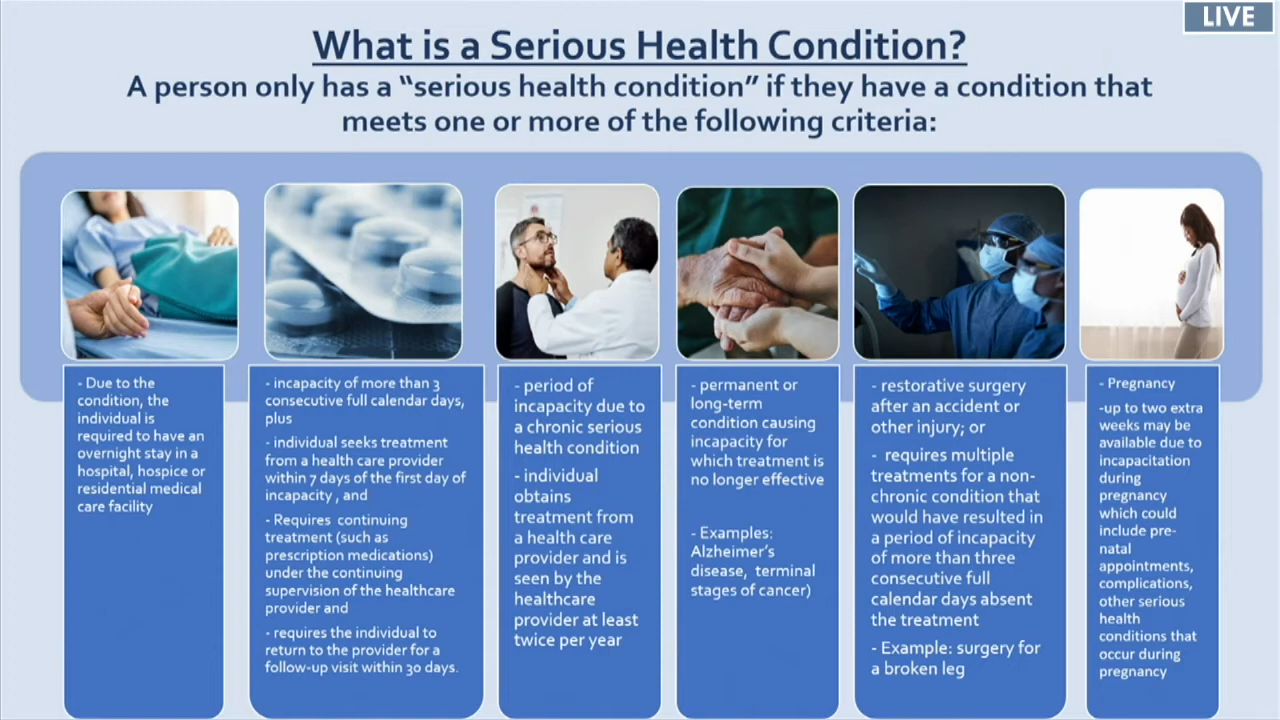 LIVE
What is a Serious Health Condition?
A person only has a “serious health condition” if they have a condition that
meets one or more of the following criteria:
- Due to the
condition, the
individual is
required to have an
overnight stay in a
hospital, hospice or
residential medical
care facility
- incapacity of more than 3
consecutive full calendar days,
plus
- individual seeks treatment
from a health care provider
within 7 days of the first day of
incapacity , and
- Requires continuing
treatment (such as
prescription medications)
under the continuing
supervision of the healthcare
provider and
- requires the individual to
return to the provider for a
follow-up visit within 30 days.
- period of
incapacity due to
a chronic serious
health condition
- individual
obtains
treatment from
a health care
provider and is
seen by the
healthcare
provider at least
twice per year
- permanent or
long-term
condition causing
incapacity for
which treatment is
no longer effective
- Examples:
Alzheimer’s
disease, terminal
stages of cancer)
- restorative surgery
after an accident or
other injury; or
- requires multiple
treatments for a non-
chronic condition that
would have resulted in
a period of incapacity
of more than three
consecutive full
calendar days absent
the treatment
- Example: surgery for
a broken leg
- Pregnancy
-up to two extra
weeks may be
available due to
incapacitation
during
pregnancy
which could
include pre-
natal
appointments,
complications,
other serious
health
conditions that
occur during
pregnancy